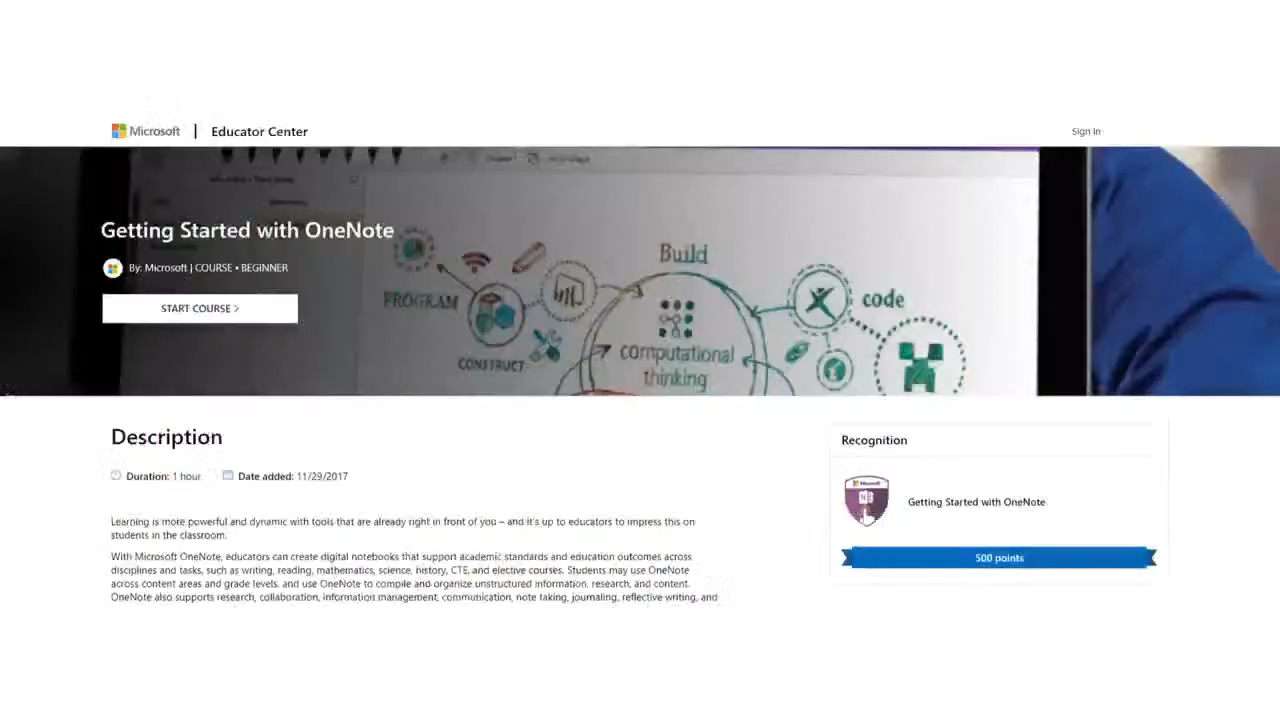 Microsoft | Educator Center
Sign In
Getting Started with OneNote
By: Microsoft | COURSE • BEGINNER
START COURSE >
Build
PROGRAM
code
CONSTRUCT
computational
thinking
Description
Duration: 1 hour
Date added: 11/29/2017
Learning is more powerful and dynamic with tools that are already right in front of you – and it's up to educators to impress this on
students in the classroom.
With Microsoft OneNote, educators can create digital notebooks that support academic standards and education outcomes across
disciplines and tasks, such as writing, reading, mathematics, science, history, CTE, and elective courses. Students may use OneNote
across content areas and grade levels, and use OneNote to compile and organize unstructured information, research, and content.
OneNote also supports research, collaboration, information management, communication, note taking, journaling, reflective writing, and
Recognition
Microsoft
Getting Started with OneNote
500 points